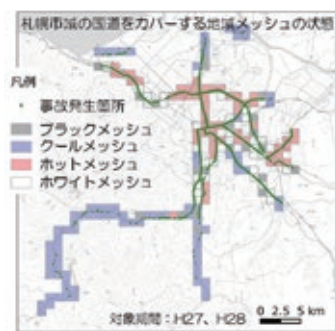 札幌市域の国道をカバーする地域メッシュの状態
凡例
事故発生箇所
ブラックメッシュ
クールメッシュ
ホットメッシュ
ホワイトメッシュ
対象期間：H27、H28
0 2.5 5 km